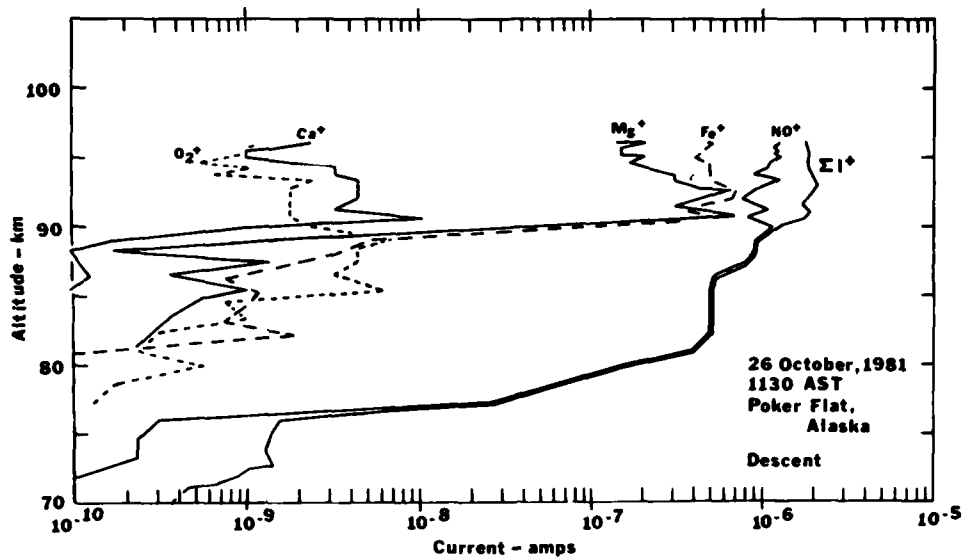 100
90
80
70
Altitude - km
O2+
Ca+
Mg+
Fe+
NO+
ΣI+
26 October, 1981
1130 AST
Poker Flat,
Alaska
Descent
10-10
10-9
10-8
10-7
10-6
10-5
Current - amps